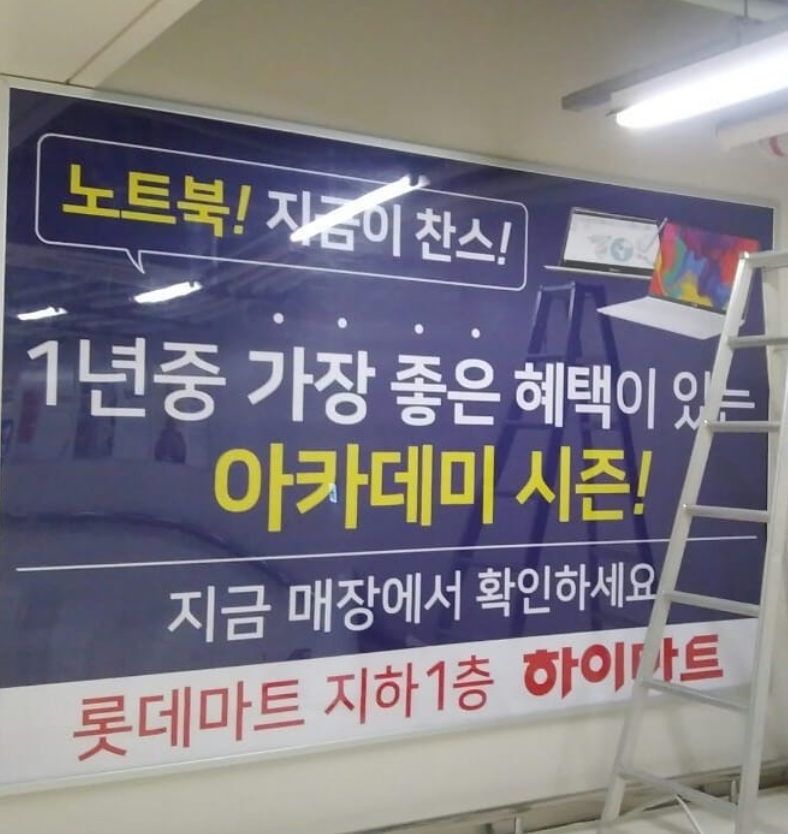 노트북! 지금이 찬스!
1년중 가장 좋은 혜택이 있는
아카데미 시즌!
지금 매장에서 확인하세요
롯데마트 지하1층 하이마트